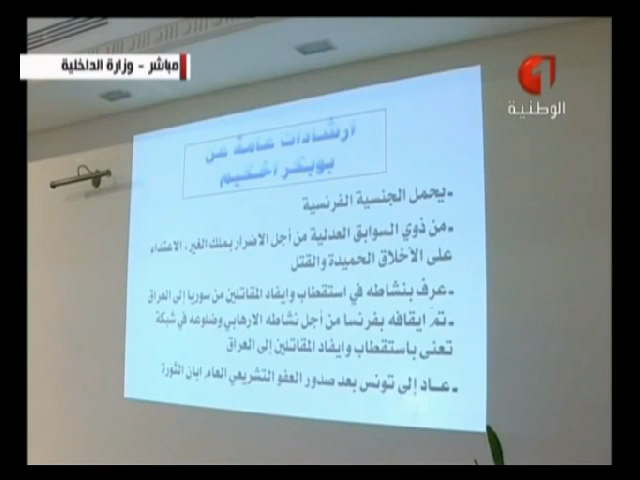 مباشر - وزارة الداخلية
1
الوطنية
ارشادات عامة عن
بوبكر الحكيم
- يحمل الجنسية الفرنسية
- من ذوي السوابق العدلية من أجل الاضرار بملك الغير، الاعتداء
على الأخلاق الحميدة والقتل
- عرف بنشاطه في استقطاب وإيفاد المقاتلين من سوريا إلى العراق
- تم ايقافه بفرنسا من أجل نشاطه الارهابي وضلوعه في شبكة
تعنى باستقطاب وإيفاد المقاتلين إلى العراق
- عاد إلى تونس بعد صدور العفو التشريعي العام ابان الثورة